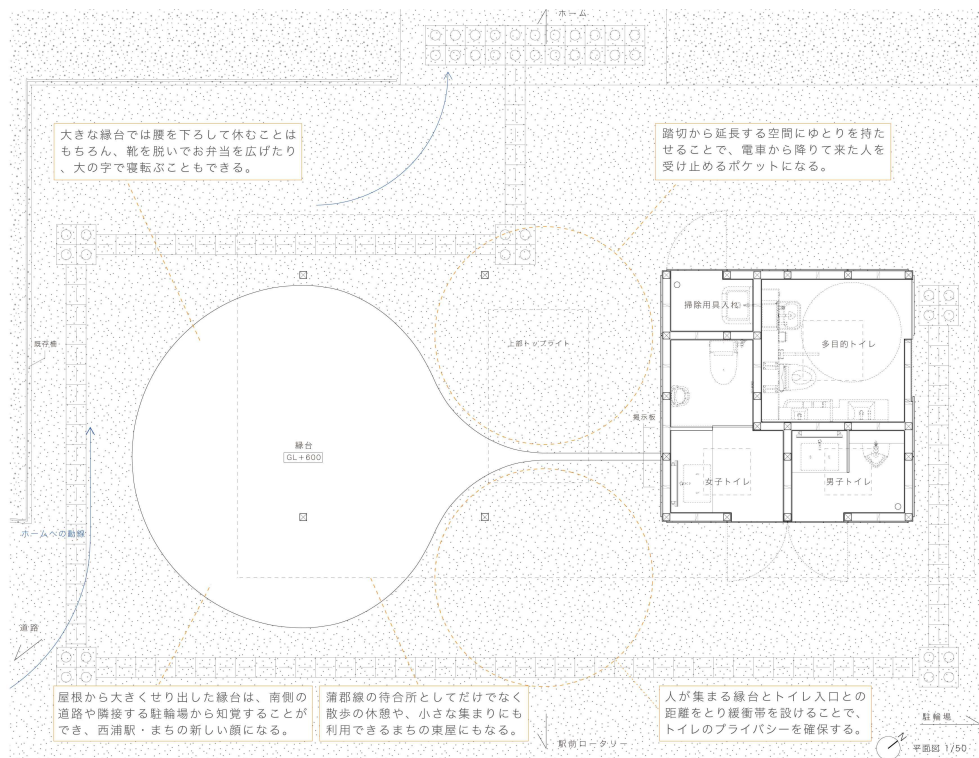 ホーム
大きな縁台では腰を下ろして休むことは
もちろん、靴を脱いでお弁当を広げたり
、大の字で寝転ぶこともできる。
踏切から延長する空間にゆとりを持た
せることで、電車から降りて来た人を
受け止めるポケットになる。
掃除用具入れ
多目的トイレ
上部トップライト
既存柵
掲示板
縁台
GL+600
女子トイレ
男子トイレ
ホームへの動線
道路
屋根から大きくせり出した縁台は、南側の
道路や隣接する駐輪場から知覚することが
でき、西浦駅・まちの新しい顔になる。
蒲郡線の待合所としてだけでなく
散歩の休憩や、小さな集まりにも
利用できるまちの東屋にもなる。
人が集まる縁台とトイレ入口との
距離をとり緩衝帯を設けることで、
トイレのプライバシーを確保する。
駐輪場
駅前ロータリー
N
平面図 1/50